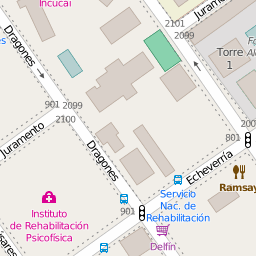 Incucai
Dragones
2101
Juramento
2099
Torre
1
901
2099
2100
Juramento
Dragones
801
Echeverría
Servicio
Nac. de
Rehabilitación
Ramsay
Instituto
de Rehabilitación
Psicofísica
901
Delfín